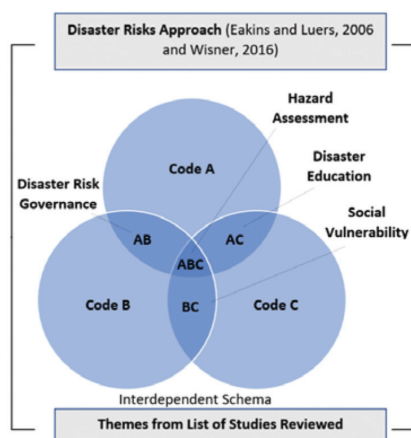 Disaster Risks Approach (Eakins and Luers, 2006
and Wisner, 2016)
Hazard
Assessment
Code A
Disaster
Education
Disaster Risk
Governance
Social
Vulnerability
AB
AC
ABC
Code B
BC
Code C
Interdependent Schema
Themes from List of Studies Reviewed